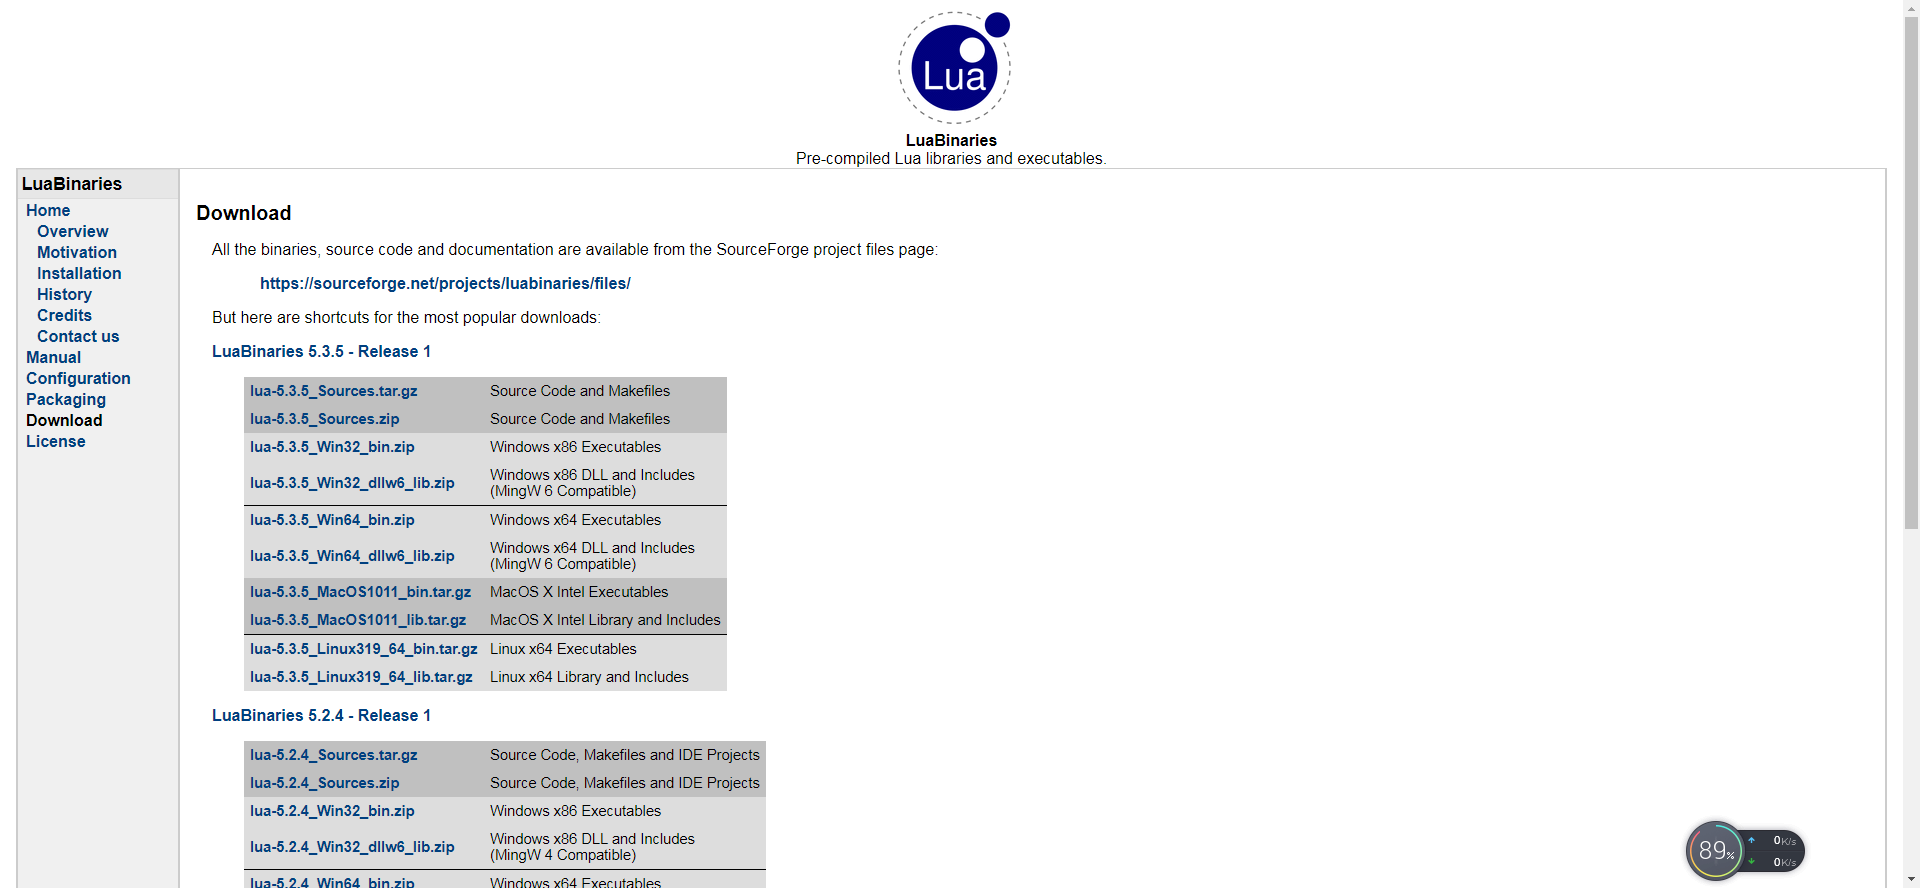 Lua
LuaBinaries
Pre-compiled Lua libraries and executables.
LuaBinaries
Home
Overview
Motivation
Installation
History
Credits
Contact us
Manual
Configuration
Packaging
Download
License
Download
All the binaries, source code and documentation are available from the SourceForge project files page:
https://sourceforge.net/projects/luabinaries/files/
But here are shortcuts for the most popular downloads:
LuaBinaries 5.3.5 - Release 1
lua-5.3.5_Sources.tar.gz Source Code and Makefiles
lua-5.3.5_Sources.zip Source Code and Makefiles
lua-5.3.5_Win32_bin.zip Windows x86 Executables
lua-5.3.5_Win32_dllw6_lib.zip Windows x86 DLL and Includes
(MingW 6 Compatible)
lua-5.3.5_Win64_bin.zip Windows x64 Executables
lua-5.3.5_Win64_dllw6_lib.zip Windows x64 DLL and Includes
(MingW 6 Compatible)
lua-5.3.5_MacOS1011_bin.tar.gz MacOS X Intel Executables
lua-5.3.5_MacOS1011_lib.tar.gz MacOS X Intel Library and Includes
lua-5.3.5_Linux319_64_bin.tar.gz Linux x64 Executables
lua-5.3.5_Linux319_64_lib.tar.gz Linux x64 Library and Includes
LuaBinaries 5.2.4 - Release 1
lua-5.2.4_Sources.tar.gz Source Code, Makefiles and IDE Projects
lua-5.2.4_Sources.zip Source Code, Makefiles and IDE Projects
lua-5.2.4_Win32_bin.zip Windows x86 Executables
lua-5.2.4_Win32_dllw6_lib.zip Windows x86 DLL and Includes
(MingW 4 Compatible)
lua-5.2.4_Win64_bin.zip Windows x64 Executables
89%
0K/s
0K/s